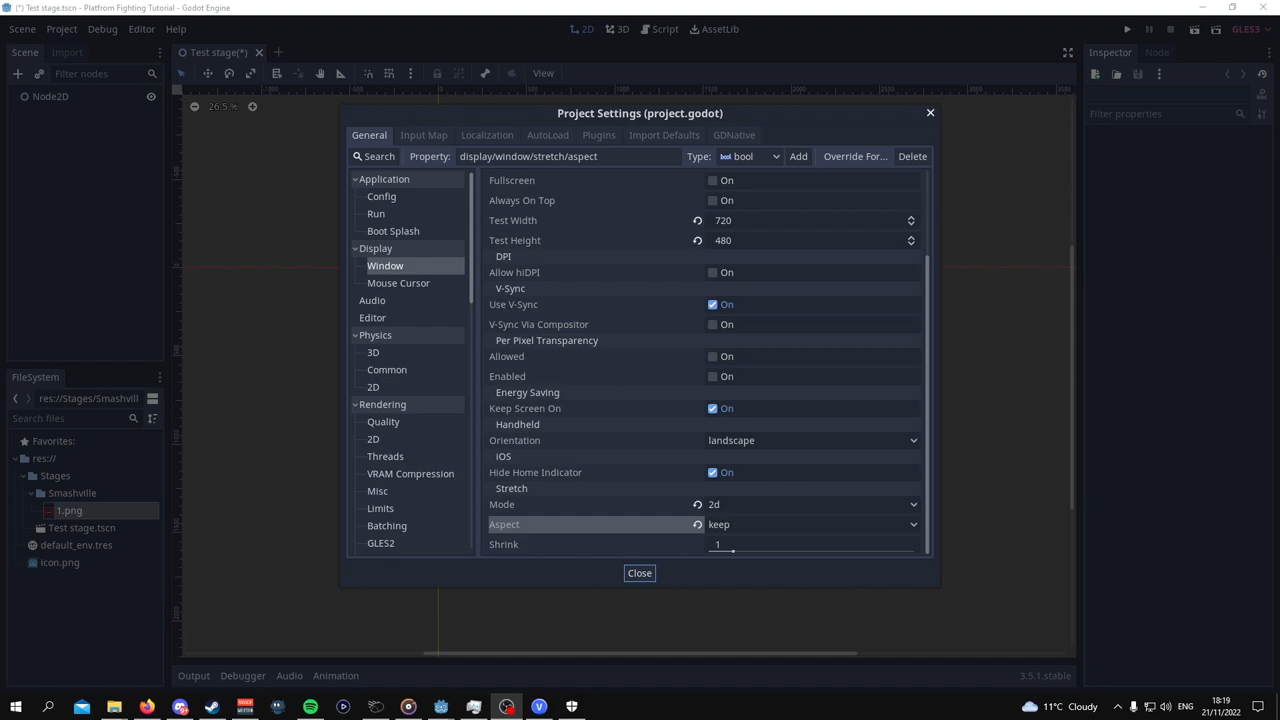 (*) Test stage.tscn - Platfrom Fighting Tutorial - Godot Engine
Scene Project Debug Editor Help
2D 3D Script AssetLib
GLES3
Scene Import
Filter nodes
Node2D
Test stage(*)
View
26.5 %
Inspector Node
Filter properties
Project Settings (project.godot)
General Input Map Localization AutoLoad Plugins Import Defaults GDNative
Search Property: display/window/stretch/aspect Type: bool Add Override For... Delete
Application
Config
Run
Boot Splash
Display
Window
Mouse Cursor
Audio
Editor
Physics
3D
Common
2D
Rendering
Quality
2D
Threads
VRAM Compression
Misc
Limits
Batching
GLES2
Fullscreen On
Always On Top On
Test Width 720
Test Height 480
DPI
Allow hiDPI On
V-Sync
Use V-Sync On
V-Sync Via Compositor On
Per Pixel Transparency
Allowed On
Enabled On
Energy Saving
Keep Screen On On
Handheld
Orientation landscape
IOS
Hide Home Indicator On
Stretch
Mode 2d
Aspect keep
Shrink 1
Close
FileSystem
res://Stages/Smashvill
Search files
Favorites:
res://
Stages
Smashville
1.png
Test stage.tscn
default_env.tres
icon.png
Output Debugger Audio Animation
3.5.1.stable
11°C Cloudy
18:19
21/11/2022